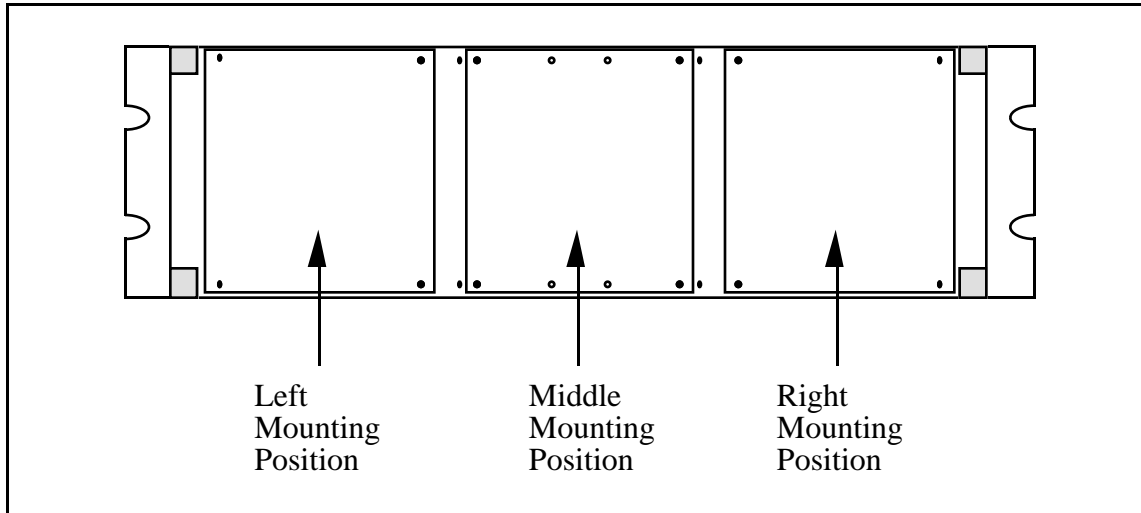 Left
Mounting
Position
Middle
Mounting
Position
Right
Mounting
Position